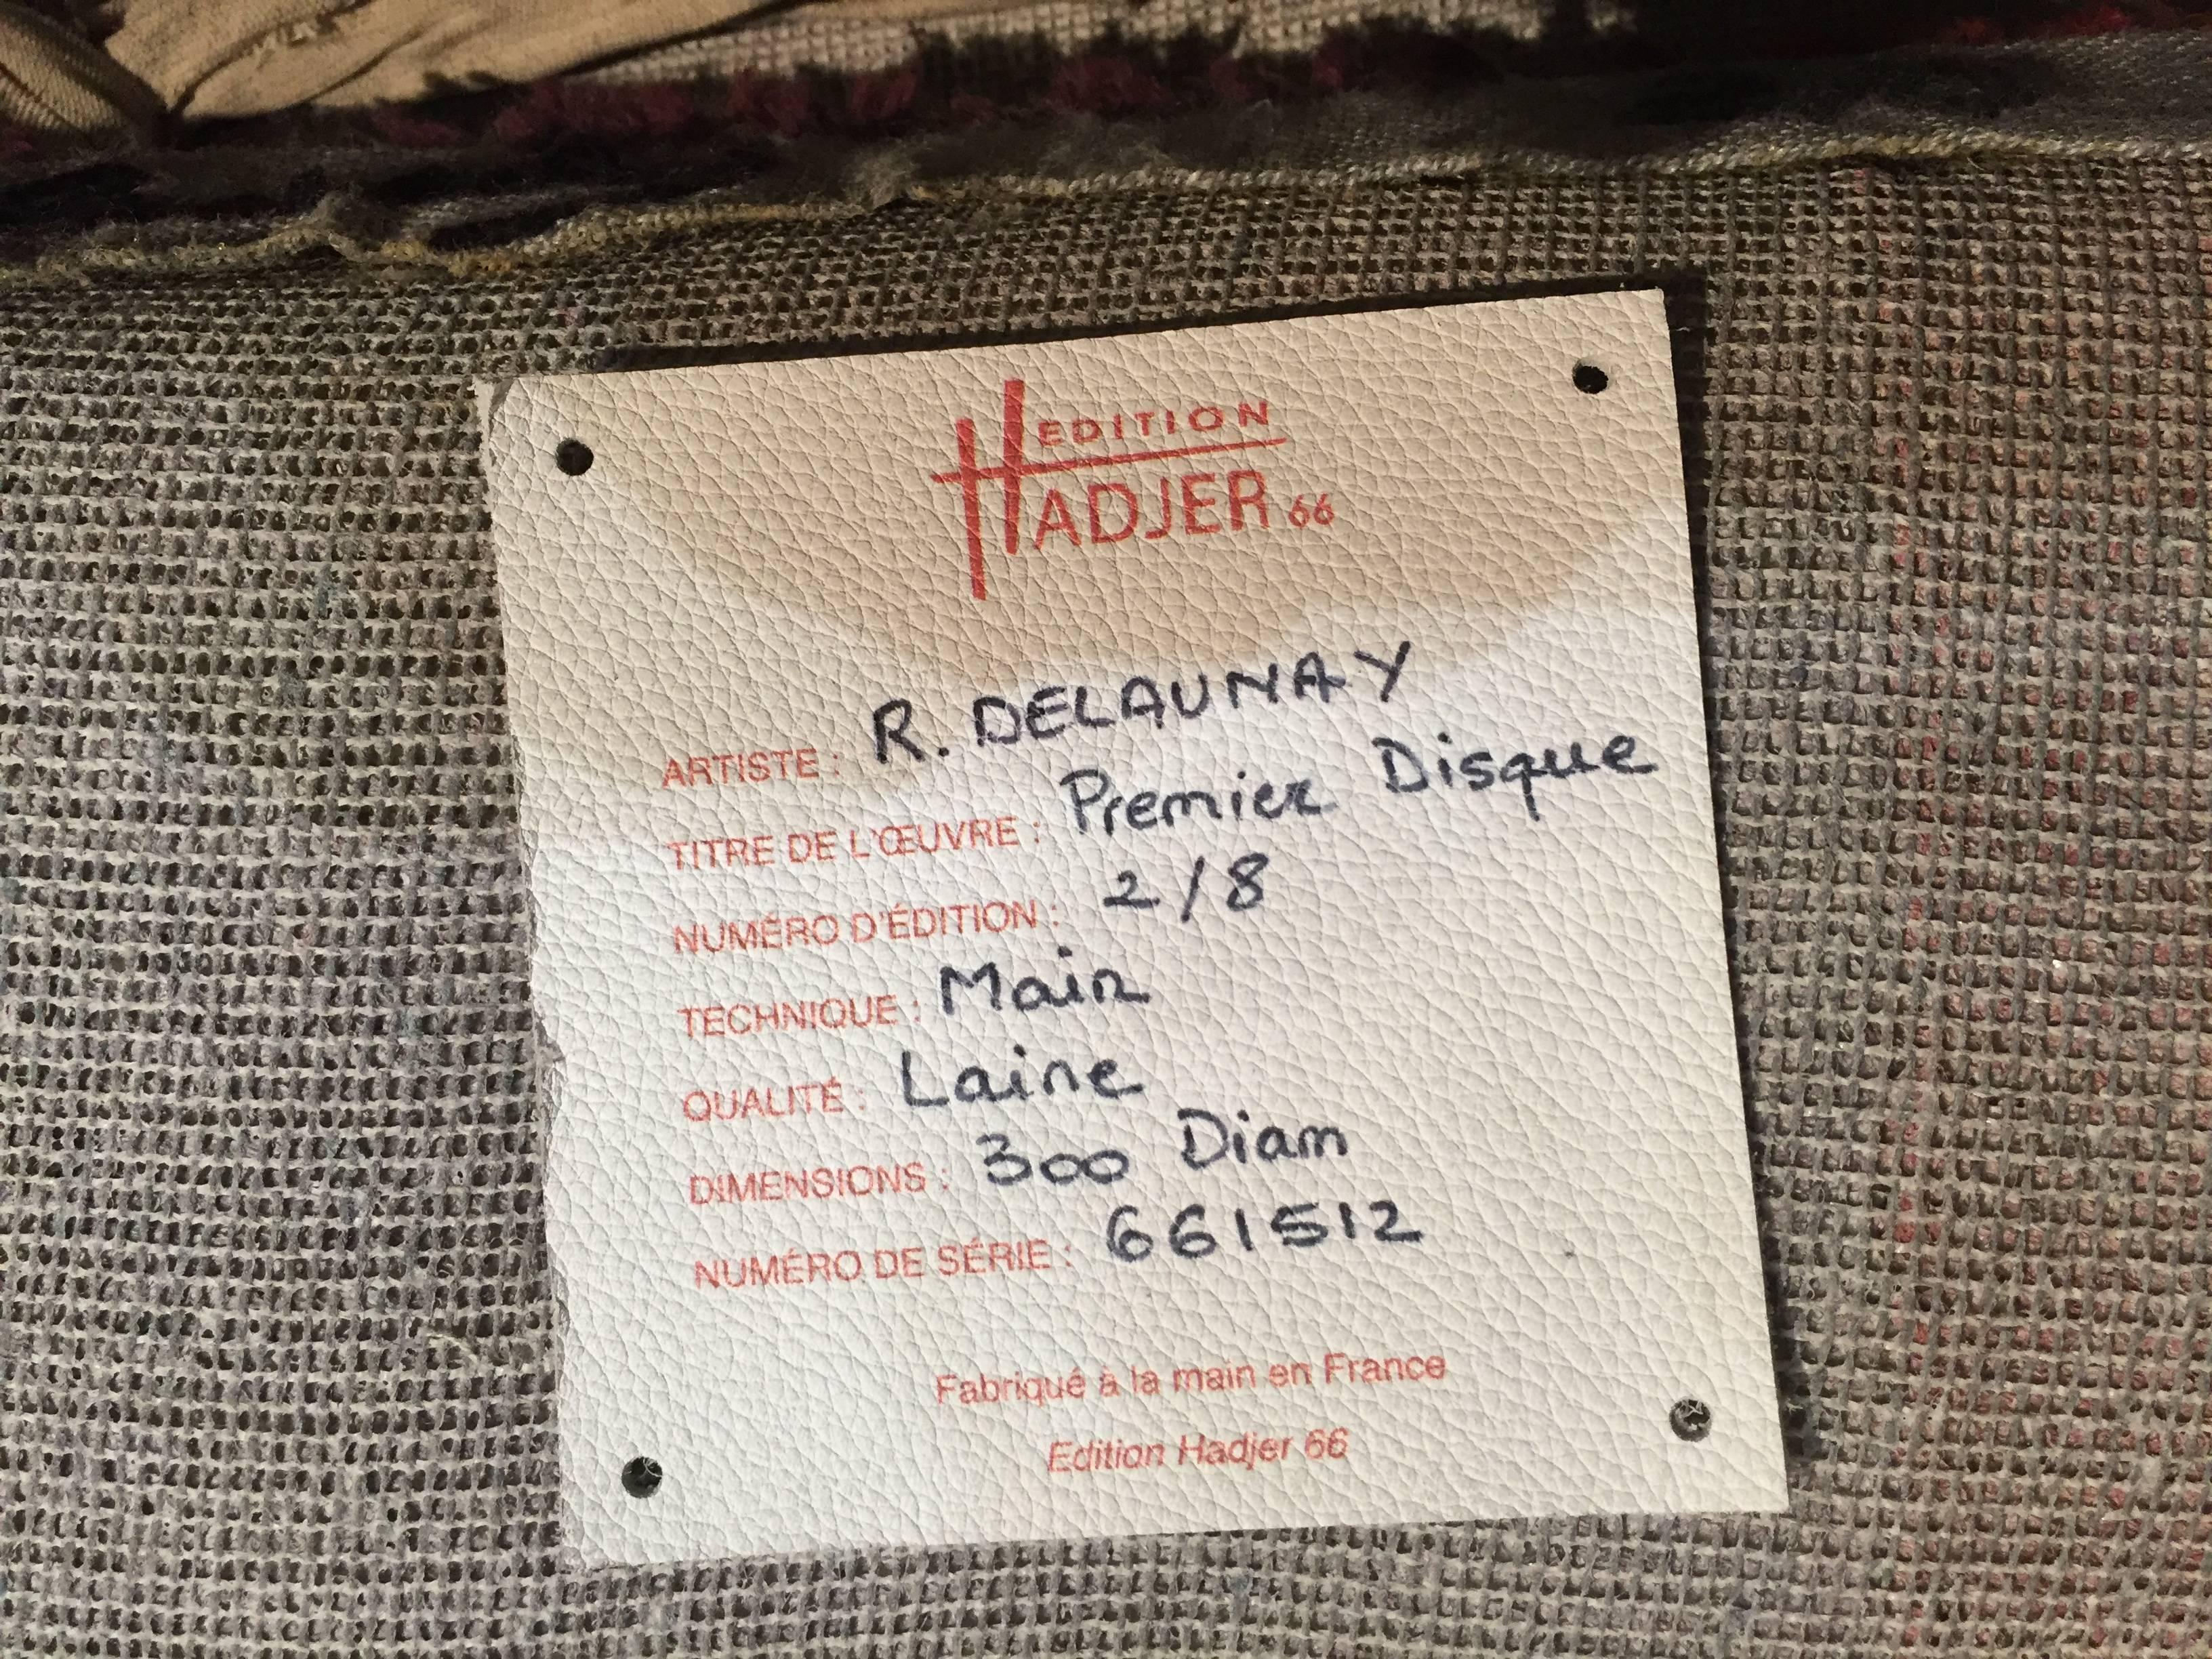 EDITION
HADJER 66
ARTISTE : R. DELAUNAY
TITRE DE L'ŒUVRE : Premier Disque
NUMÉRO D'ÉDITION : 2/8
TECHNIQUE : Main
QUALITÉ : Laine
DIMENSIONS : 300 Diam
NUMÉRO DE SÉRIE : 661512
Fabriqué à la main en France
Edition Hadjer 66